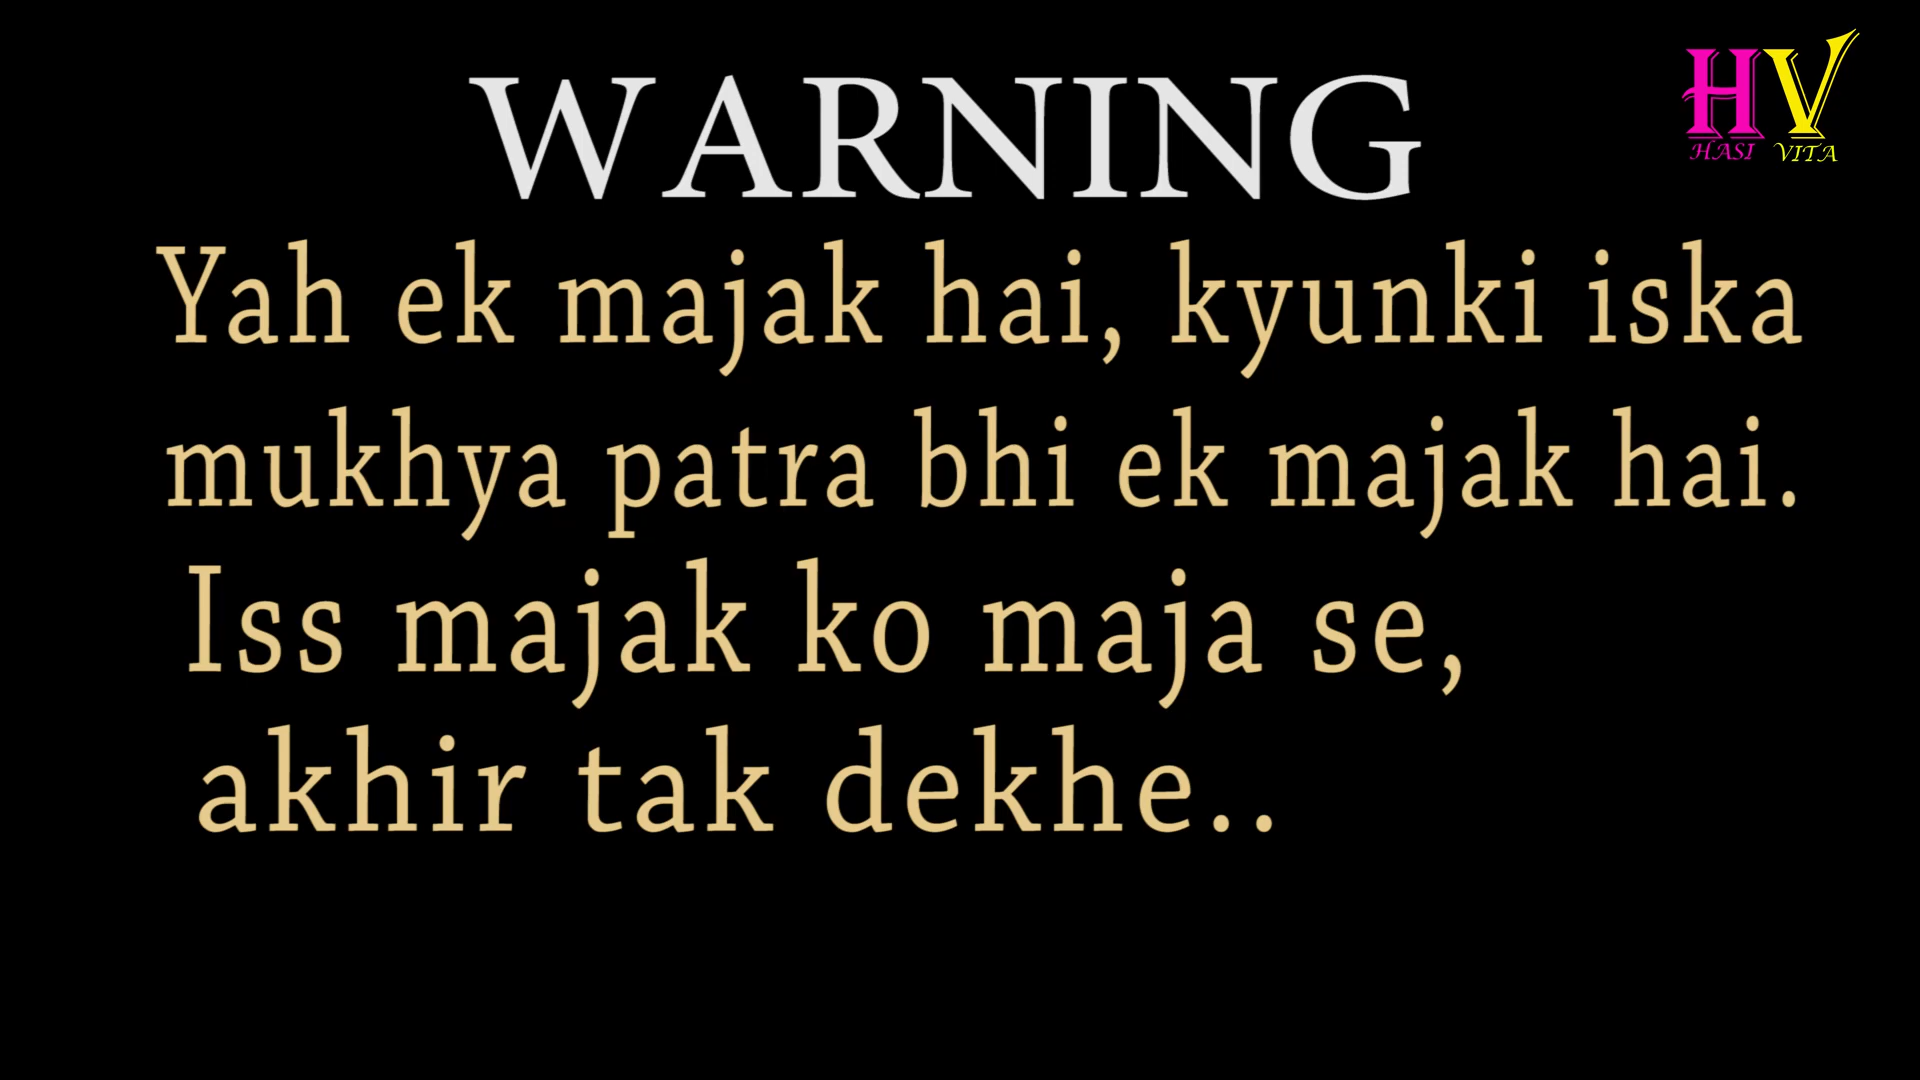 WARNING
HV
HASI VITA
Yah ek majak hai, kyunki iska
mukhya patra bhi ek majak hai.
Iss majak ko maja se,
akhir tak dekhe..